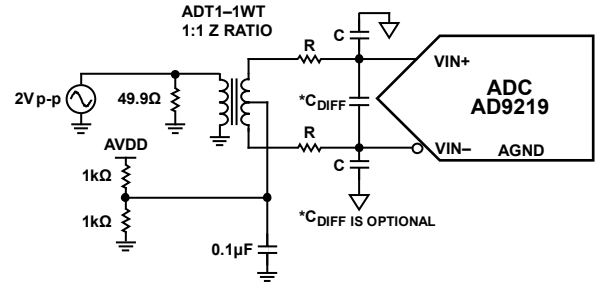 ADT1–1WT
1:1 Z RATIO
C
R
VIN+
2V p-p
49.9Ω
*CDIFF
ADC
AD9219
AVDD
R
VIN–
AGND
1kΩ
C
1kΩ
*CDIFF IS OPTIONAL
0.1μF